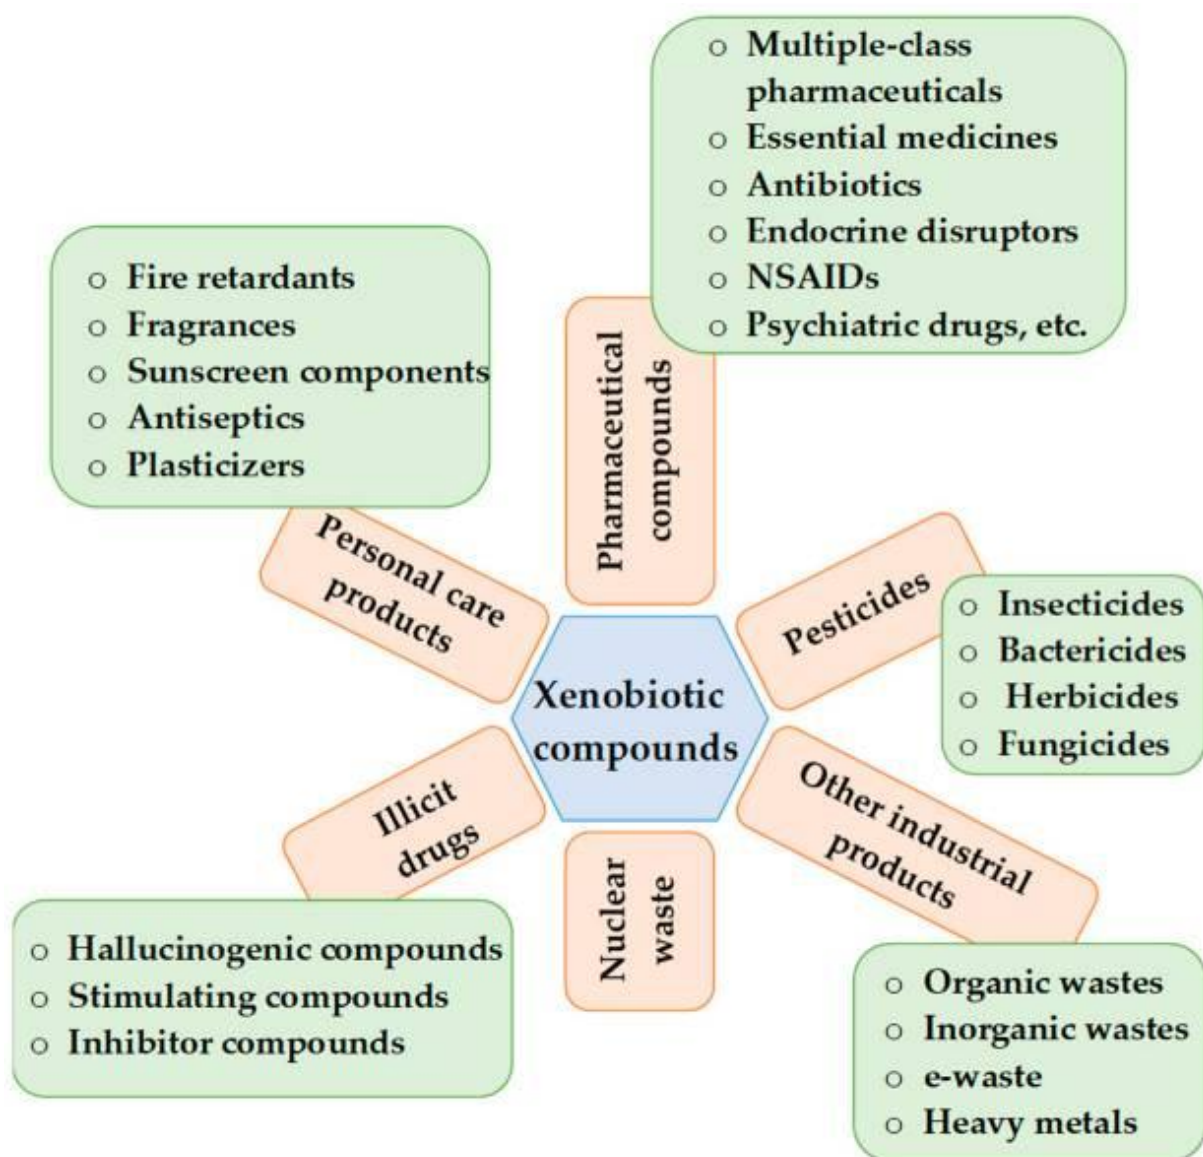 ○ Multiple-class
pharmaceuticals
○ Essential medicines
○ Antibiotics
○ Endocrine disruptors
○ NSAIDs
○ Psychiatric drugs, etc.
○ Fire retardants
○ Fragrances
○ Sunscreen components
○ Antiseptics
○ Plasticizers
Pharmaceutical
compounds
Personal care
products
Pesticides
○ Insecticides
○ Bactericides
○ Herbicides
○ Fungicides
Xenobiotic
compounds
Illicit
drugs
Nuclear
waste
Other industrial
products
○ Hallucinogenic compounds
○ Stimulating compounds
○ Inhibitor compounds
○ Organic wastes
○ Inorganic wastes
○ e-waste
○ Heavy metals